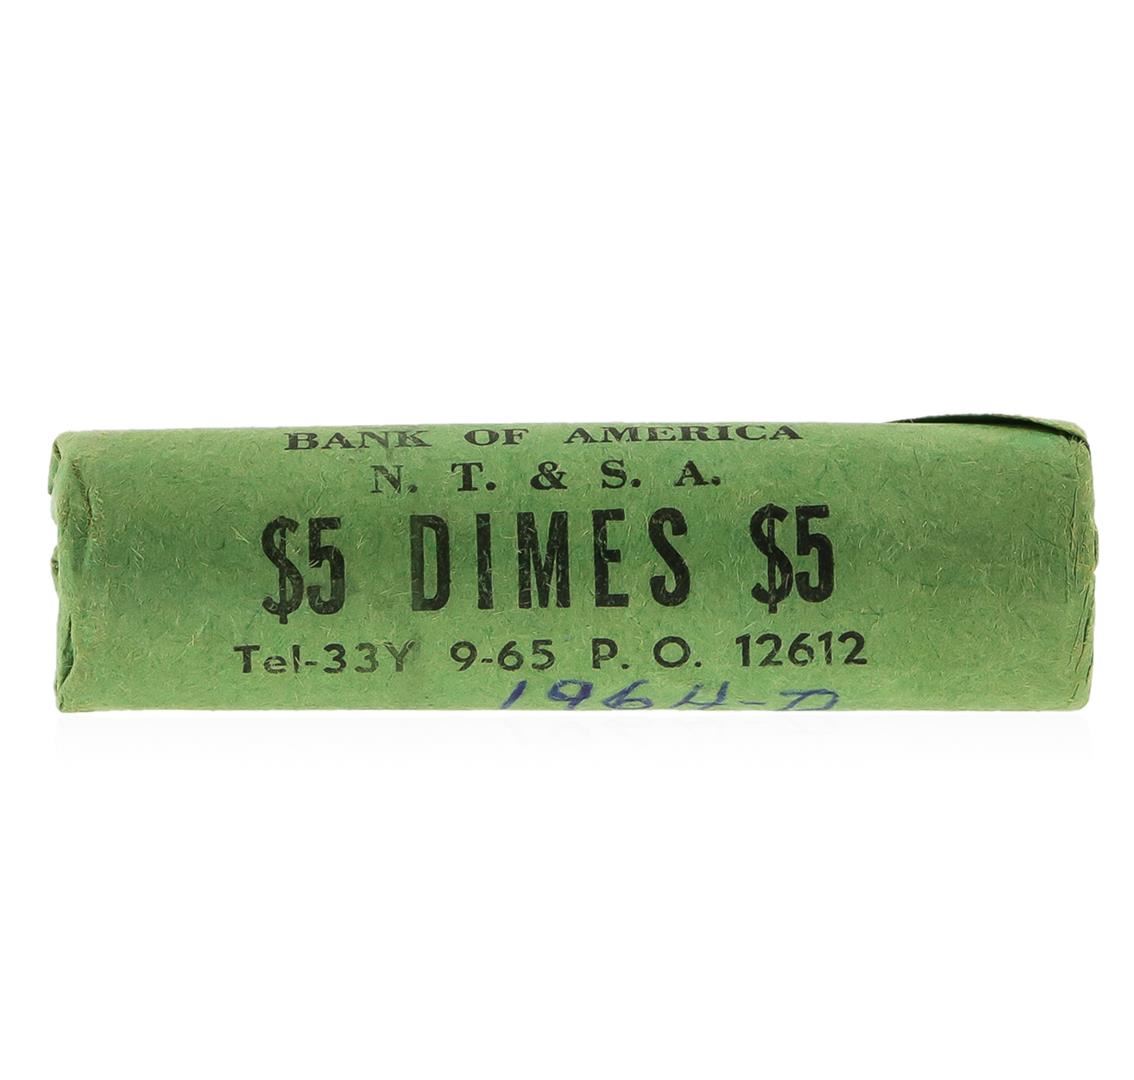 BANK OF AMERICA
N. T. & S. A.
$5 DIMES $5
Tel-33Y 9-65 P. O. 12612
1964-D